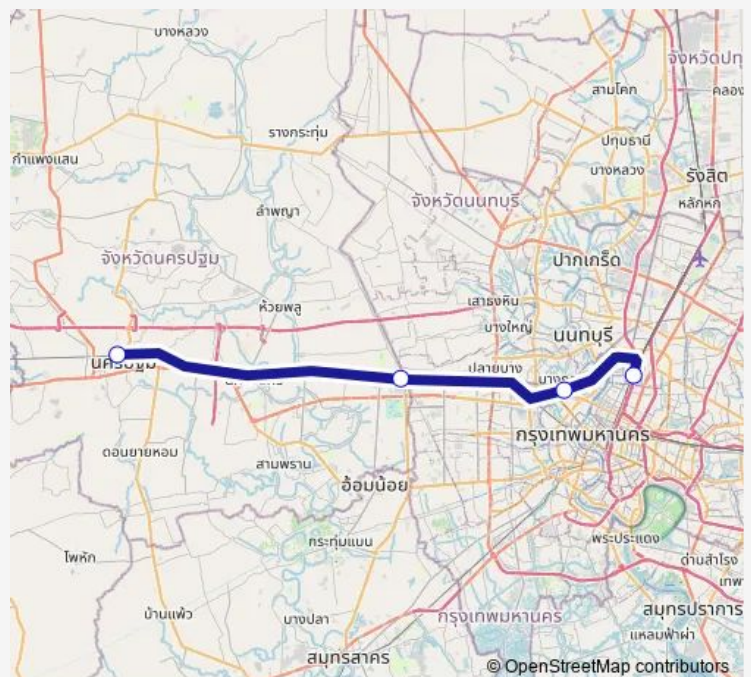 บางหลวง
จังหวัดปทุ
สามโคก
คลอง
รางกระทุ่ม
ปทุมธานี
กำแพงแสน
บางหลวง
รังสิต
จังหวัดนนทบุรี
หลักหก
ลำพญา
จังหวัดนครปฐม
ปากเกร็ด
ห้วยพลู
เสาธงหิน
บางใหญ่
นนทบุรี
นครปฐม
ปลายบาง
กรุงเทพมหานคร
ดอนยายหอม
สามพราน
อ้อมน้อย
กระทุ่มแบน
พระประแดง
ด่านสำโรง
ไพหัก
เทพา
บ้านแพ้ว
บางปลา
กรุงเทพมหานคร
สมุทรปราการ
แหลมฟ้าผ่า
สมุทรสาคร
© OpenStreetMap contributors